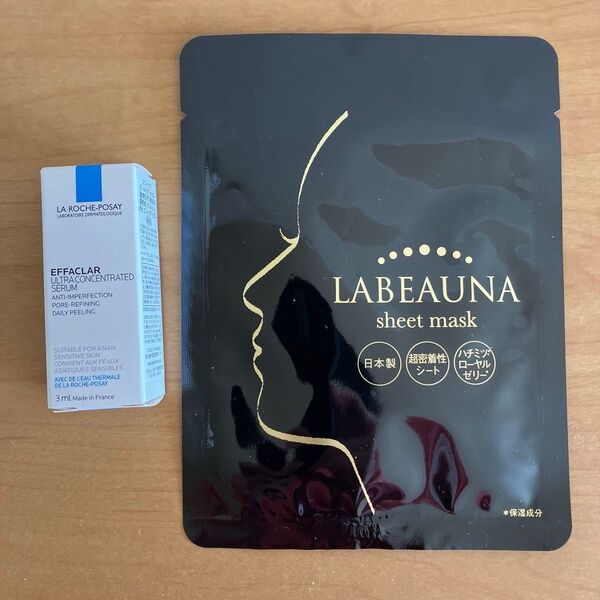 LA ROCHE-POSAY
LABORATOIRE DERMATOLOGIQUE
EFFACLAR
ULTRA CONCENTRATED
SERUM
ANTI-IMPERFECTION
PORE-REFINING
DAILY PEELING
SUITABLE FOR ASIAN
SENSITIVE SKIN
CONVIENT AUX PEAUX
ASIATIQUES SENSIBLES
AVEC DE L'EAU THERMALE
DE LA ROCHE-POSAY
3 ml Made in France
LABEAUNA
sheet mask
日本製
超密着性
シート
ハチミツ*
ローヤル
ゼリー*
*保湿成分